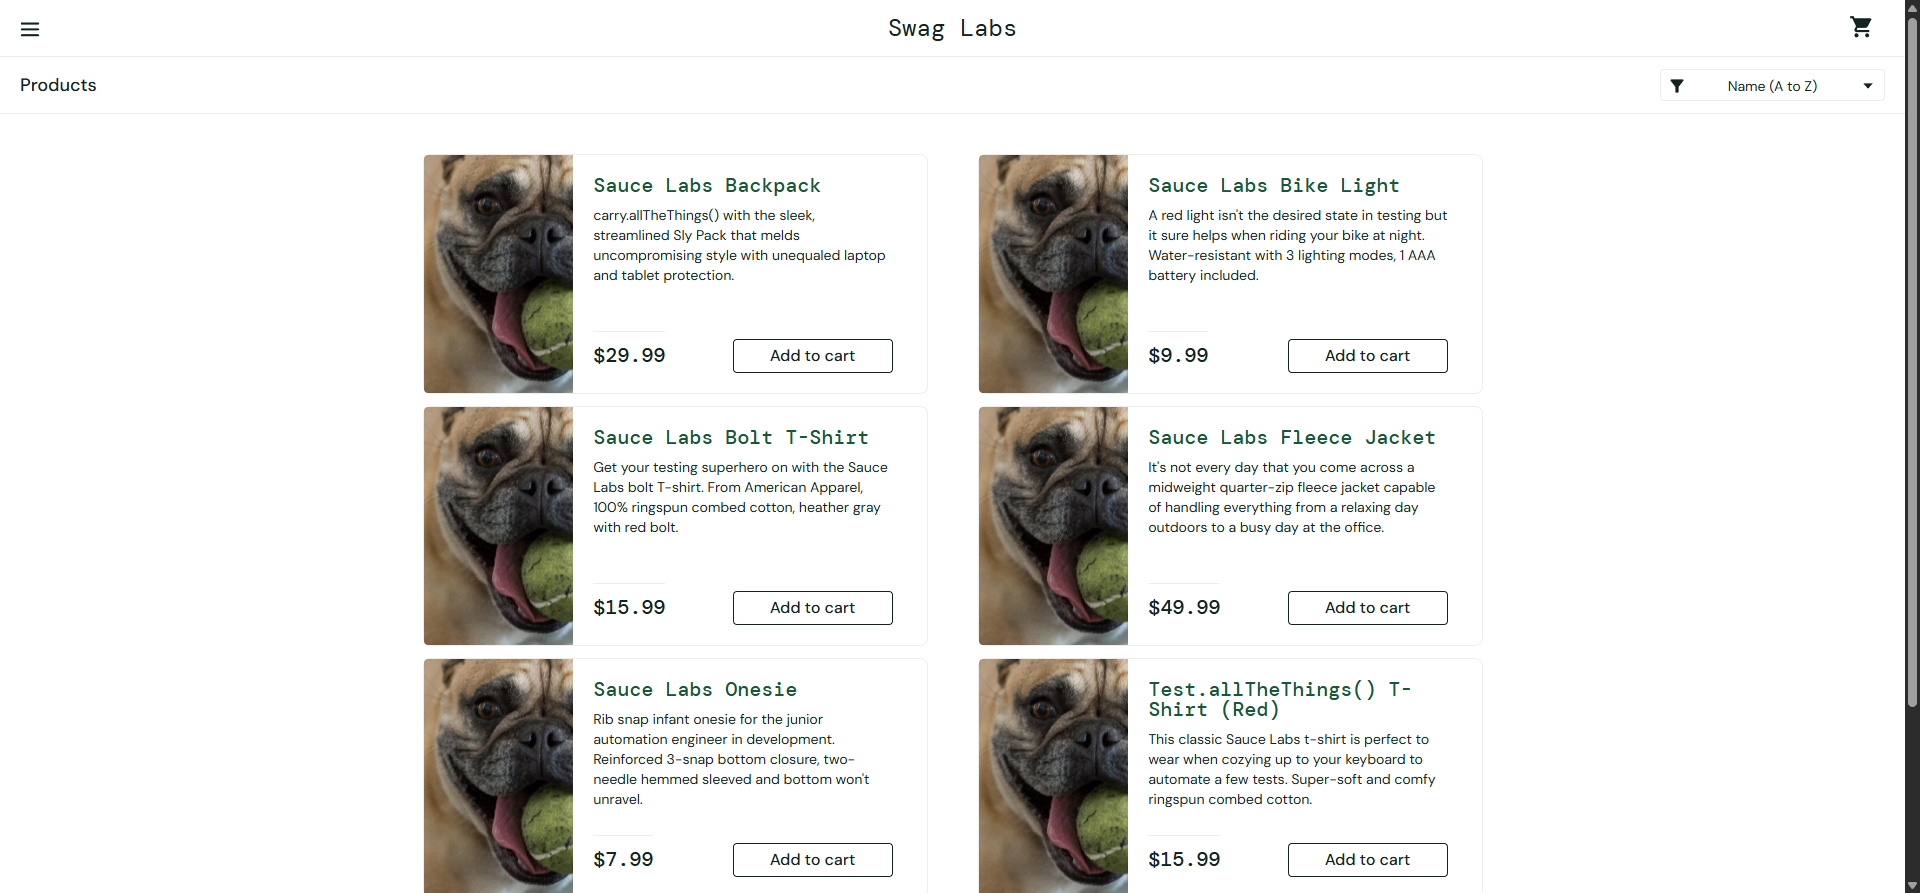 Swag Labs
Products
Name (A to Z)
Sauce Labs Backpack
carry.allTheThings() with the sleek,
streamlined Sly Pack that melds
uncompromising style with unequaled laptop
and tablet protection.
$29.99
Add to cart
Sauce Labs Bike Light
A red light isn't the desired state in testing but
it sure helps when riding your bike at night.
Water-resistant with 3 lighting modes, 1 AAA
battery included.
$9.99
Add to cart
Sauce Labs Bolt T-Shirt
Get your testing superhero on with the Sauce
Labs bolt T-shirt. From American Apparel,
100% ringspun combed cotton, heather gray
with red bolt.
$15.99
Add to cart
Sauce Labs Fleece Jacket
It's not every day that you come across a
midweight quarter-zip fleece jacket capable
of handling everything from a relaxing day
outdoors to a busy day at the office.
$49.99
Add to cart
Sauce Labs Onesie
Rib snap infant onesie for the junior
automation engineer in development.
Reinforced 3-snap bottom closure, two-
needle hemmed sleeved and bottom won't
unravel.
$7.99
Add to cart
Test.allTheThings() T-
Shirt (Red)
This classic Sauce Labs t-shirt is perfect to
wear when cozying up to your keyboard to
automate a few tests. Super-soft and comfy
ringspun combed cotton.
$15.99
Add to cart